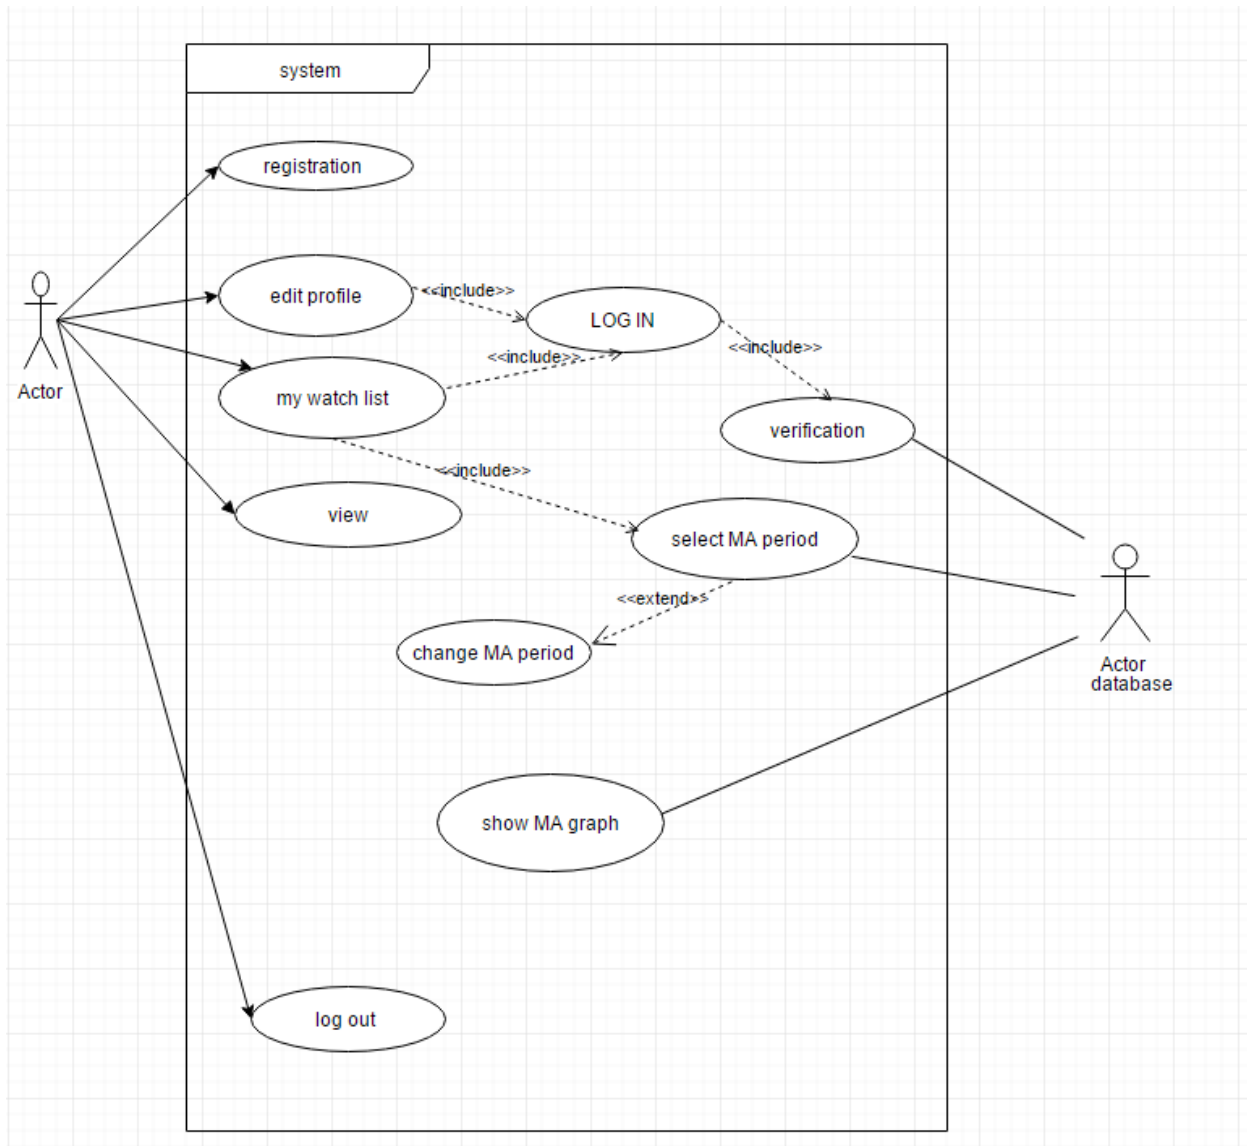 system
registration
edit profile
<<include>>
LOG IN
<<include>>
<<include>>
Actor
my watch list
verification
<<include>>
view
select MA period
<<extend>>
change MA period
Actor
database
show MA graph
log out